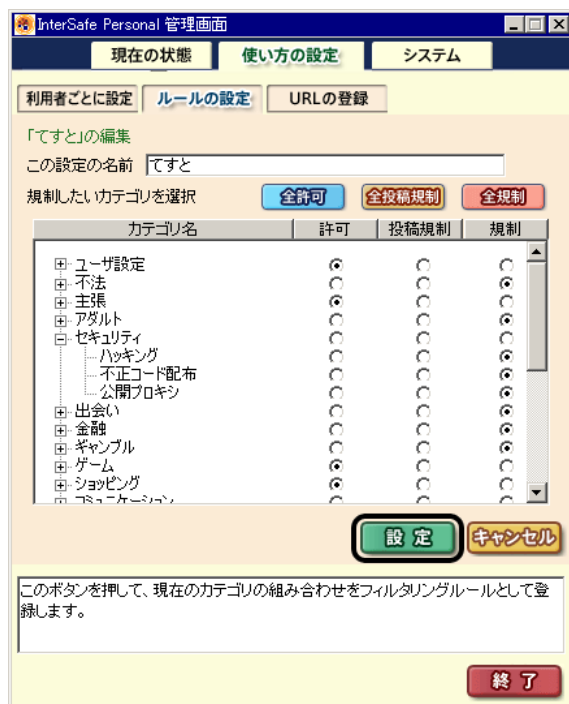 InterSafe Personal 管理画面
現在の状態 使い方の設定 システム
利用者ごとに設定 ルールの設定 URLの登録
「てすと」の編集
この設定の名前 てすと
規制したいカテゴリを選択 全許可 全投稿規制 全規制
カテゴリ名 許可 投稿規制 規制
ユーザ設定
不法
主張
アダルト
セキュリティ
ハッキング
不正コード配布
公開プロキシ
出会い
金融
ギャンブル
ゲーム
ショッピング
コミュニケーション
設定 キャンセル
このボタンを押して、現在のカテゴリの組み合わせをフィルタリングルールとして登
録します。
終了